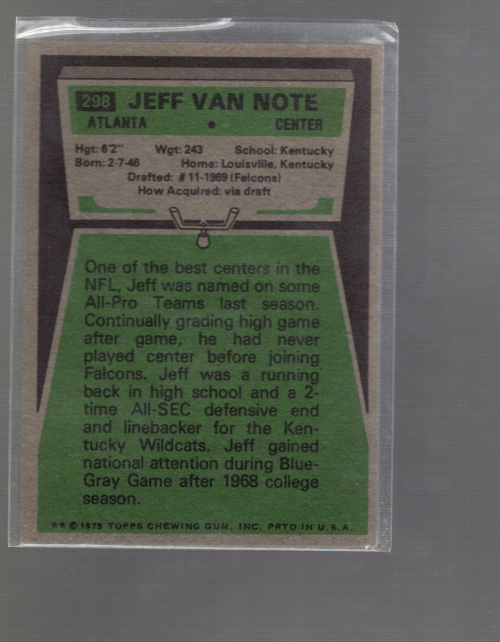 298 JEFF VAN NOTE
ATLANTA • CENTER
Hgt: 6'2" Wgt: 243 School: Kentucky
Born: 2-7-46 Home: Louisville, Kentucky
Drafted: #11-1969 (Falcons)
How Acquired: via draft
One of the best centers in the
NFL, Jeff was named on some
All-Pro Teams last season.
Continually grading high game
after game, he had never
played center before joining
Falcons. Jeff was a running
back in high school and a 2-
time All-SEC defensive end
and linebacker for the Ken-
tucky Wildcats. Jeff gained
national attention during Blue-
Gray Game after 1968 college
season.
** © 1975 TOPPS CHEWING GUM, INC. PRTD IN U.S.A.